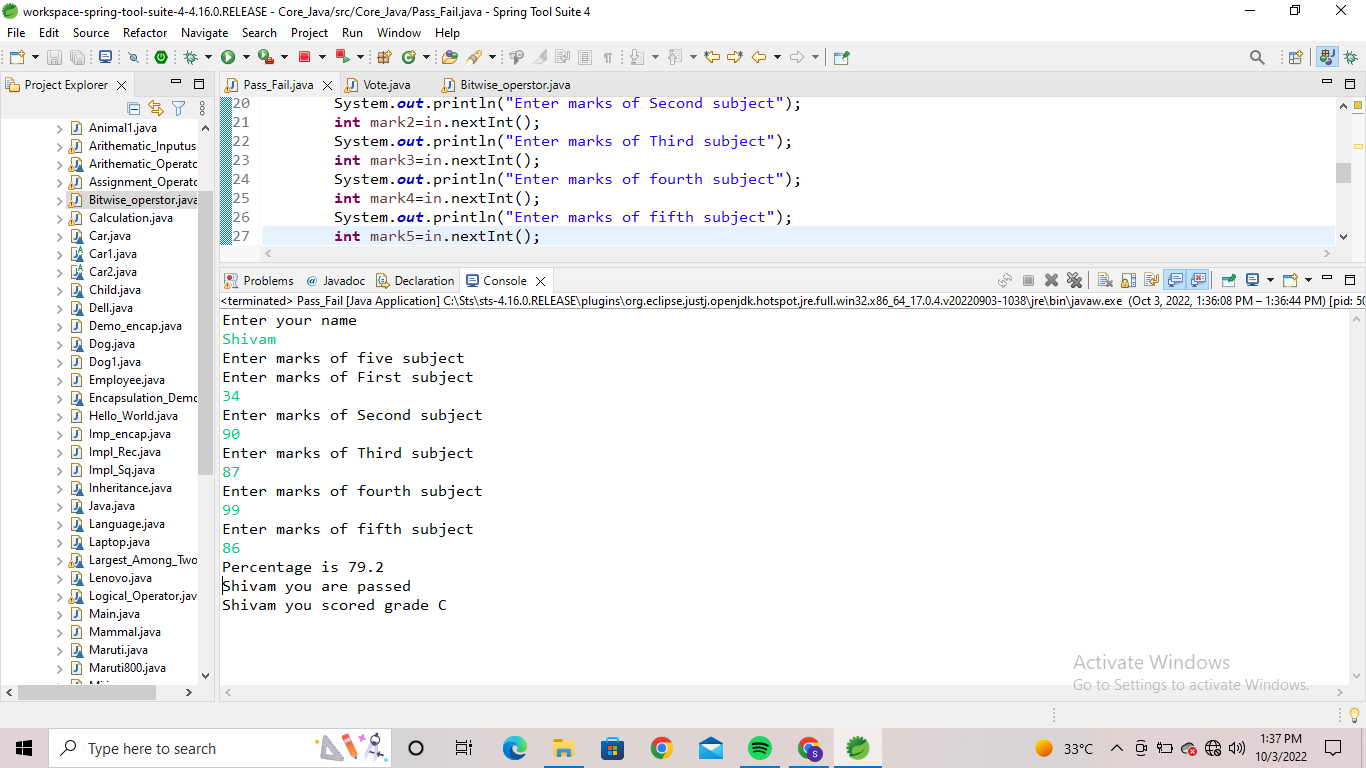 workspace-spring-tool-suite-4-4.16.0.RELEASE - Core_Java/src/Core_Java/Pass_Fail.java - Spring Tool Suite 4
File Edit Source Refactor Navigate Search Project Run Window Help
Project Explorer
Animal1.java
Arithematic_Inputus
Arithematic_Operatc
Assignment_Operatc
Bitwise_operstor.java
Calculation.java
Car.java
Car1.java
Car2.java
Child.java
Dell.java
Demo_encap.java
Dog.java
Dog1.java
Employee.java
Encapsulation_Demc
Hello_World.java
Imp_encap.java
Impl_Rec.java
Impl_Sq.java
Inheritance.java
Java.java
Language.java
Laptop.java
Largest_Among_Two
Lenovo.java
Logical_Operator.jav
Main.java
Mammal.java
Maruti.java
Maruti800.java
Pass_Fail.java Vote.java Bitwise_operstor.java
20 System.out.println("Enter marks of Second subject");
21 int mark2=in.nextInt();
22 System.out.println("Enter marks of Third subject");
23 int mark3=in.nextInt();
24 System.out.println("Enter marks of fourth subject");
25 int mark4=in.nextInt();
26 System.out.println("Enter marks of fifth subject");
27 int mark5=in.nextInt();
Problems @ Javadoc Declaration Console
<terminated> Pass_Fail [Java Application] C:\Sts\sts-4.16.0.RELEASE\plugins\org.eclipse.justj.openjdk.hotspot.jre.full.win32.x86_64_17.0.4.v20220903-1038\jre\bin\javaw.exe (Oct 3, 2022, 1:36:08 PM – 1:36:44 PM) [pid: 50
Enter your name
Shivam
Enter marks of five subject
Enter marks of First subject
34
Enter marks of Second subject
90
Enter marks of Third subject
87
Enter marks of fourth subject
99
Enter marks of fifth subject
86
Percentage is 79.2
Shivam you are passed
Shivam you scored grade C
Activate Windows
Go to Settings to activate Windows.
Type here to search
S
33°C
1:37 PM
10/3/2022